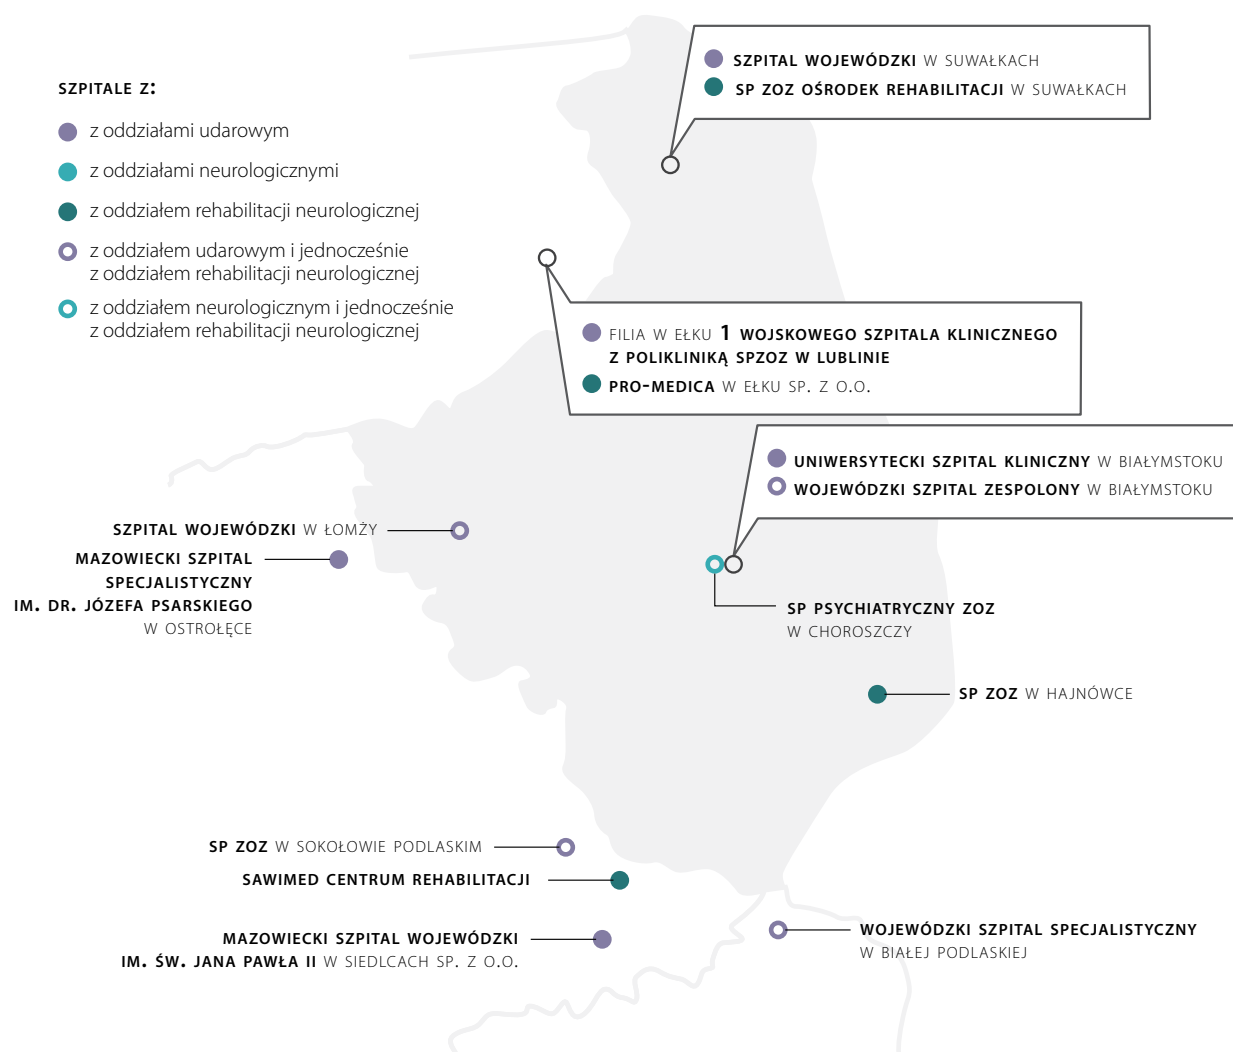 SZPITALE Z:
z oddziałami udarowym
z oddziałami neurologicznymi
z oddziałem rehabilitacji neurologicznej
z oddziałem udarowym i jednocześnie
z oddziałem rehabilitacji neurologicznej
z oddziałem neurologicznym i jednocześnie
z oddziałem rehabilitacji neurologicznej
SZPITAL WOJEWÓDZKI W SUWAŁKACH
SP ZOZ OŚRODEK REHABILITACJI W SUWAŁKACH
FILIA W EŁKU 1 WOJSKOWEGO SZPITALA KLINICZNEGO
Z POLIKLINIKĄ SPZOZ W LUBLINIE
PRO-MEDICA W EŁKU SP. Z O.O.
UNIWERSYTECKI SZPITAL KLINICZNY W BIAŁYMSTOKU
WOJEWÓDZKI SZPITAL ZESPOLONY W BIAŁYMSTOKU
SZPITAL WOJEWÓDZKI W ŁOMŻY
MAZOWIECKI SZPITAL
SPECJALISTYCZNY
IM. DR. JÓZEFA PSARSKIEGO
W OSTROŁĘCE
SP PSYCHIATRYCZNY ZOZ
W CHOROSZCZY
SP ZOZ W HAJNÓWCE
SP ZOZ W SOKOŁOWIE PODLASKIM
SAWIMED CENTRUM REHABILITACJI
MAZOWIECKI SZPITAL WOJEWÓDZKI
IM. ŚW. JANA PAWŁA II W SIEDLCACH SP. Z O.O.
WOJEWÓDZKI SZPITAL SPECJALISTYCZNY
W BIAŁEJ PODLASKIEJ